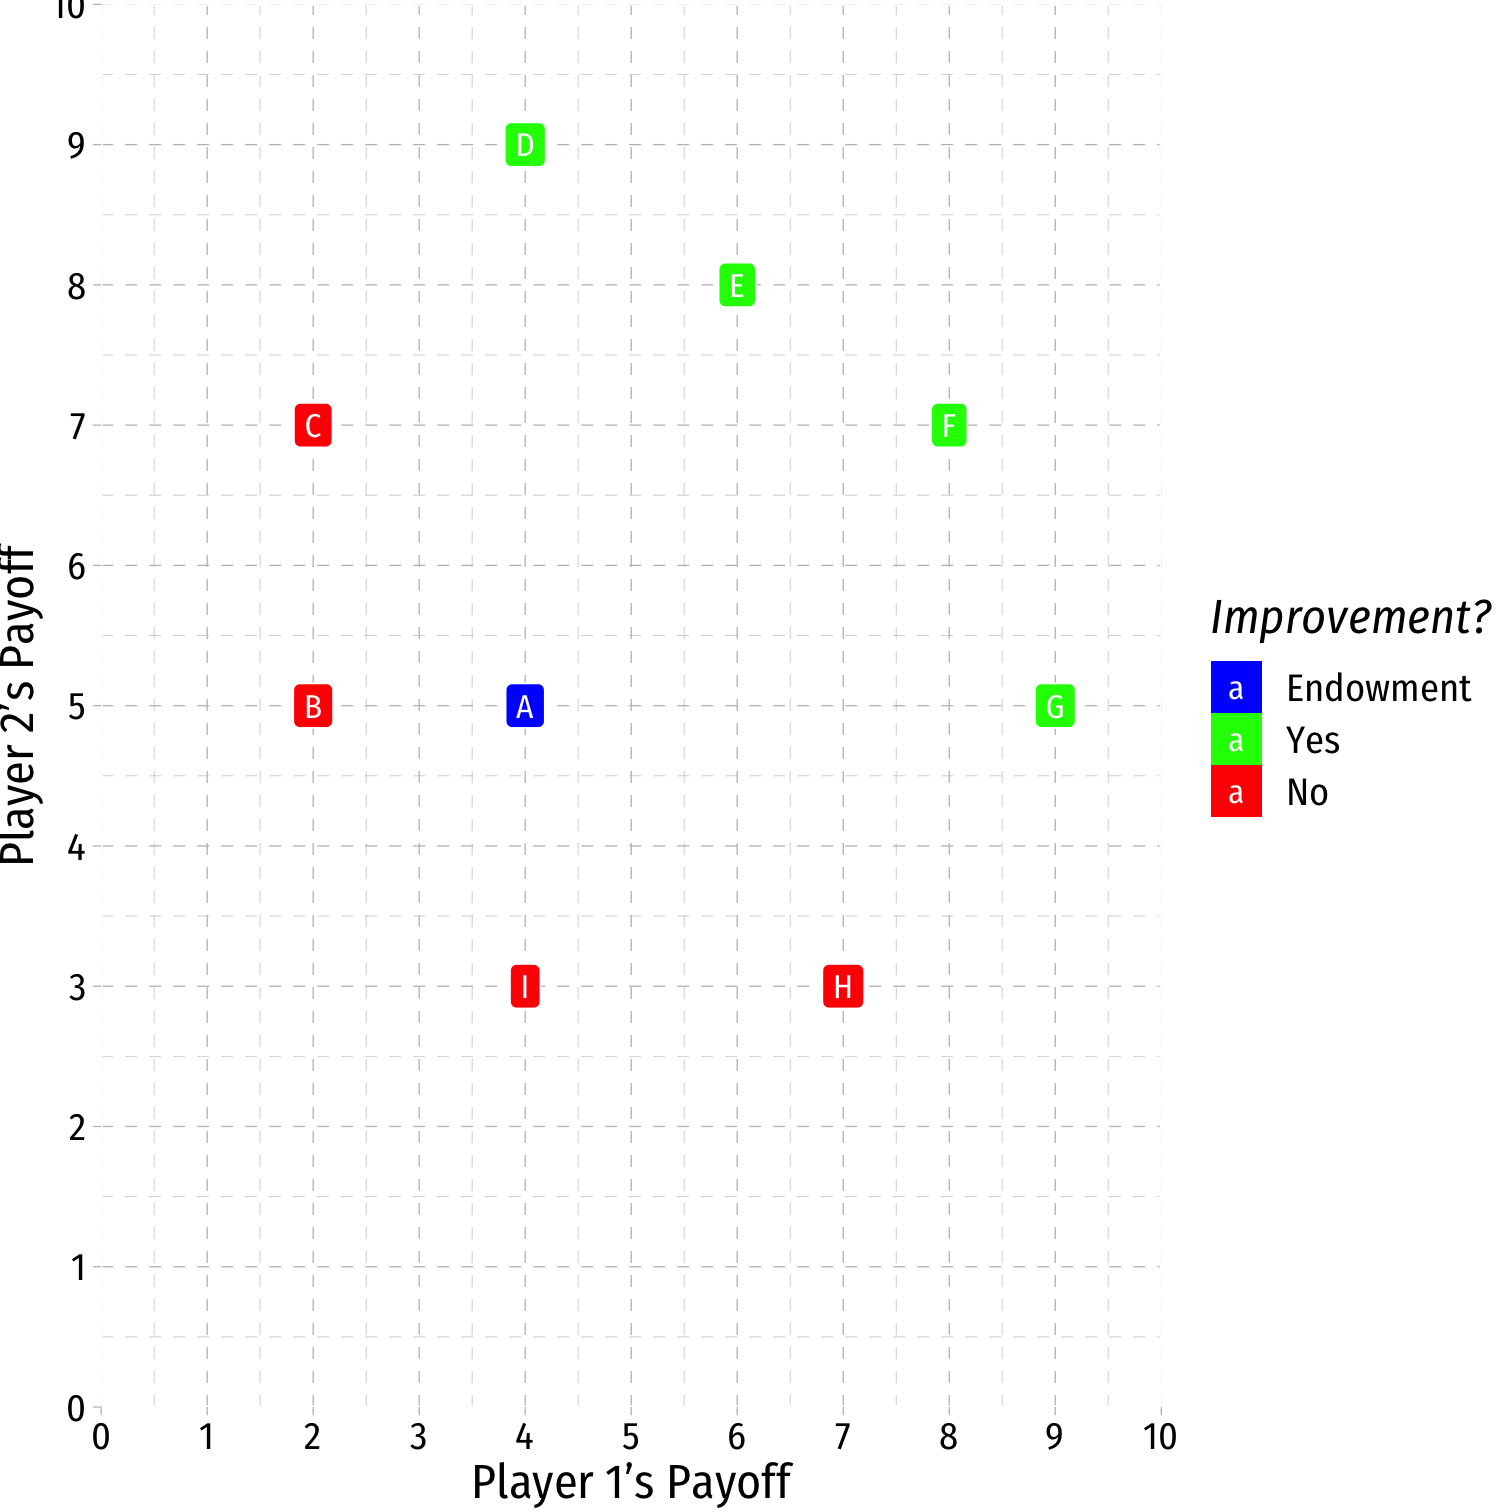 10
9
8
7
6
5
4
3
2
1
0
Player 2’s Payoff
D
E
C
F
B
A
G
I
H
0 1 2 3 4 5 6 7 8 9 10
Player 1’s Payoff
Improvement?
a Endowment
a Yes
a No